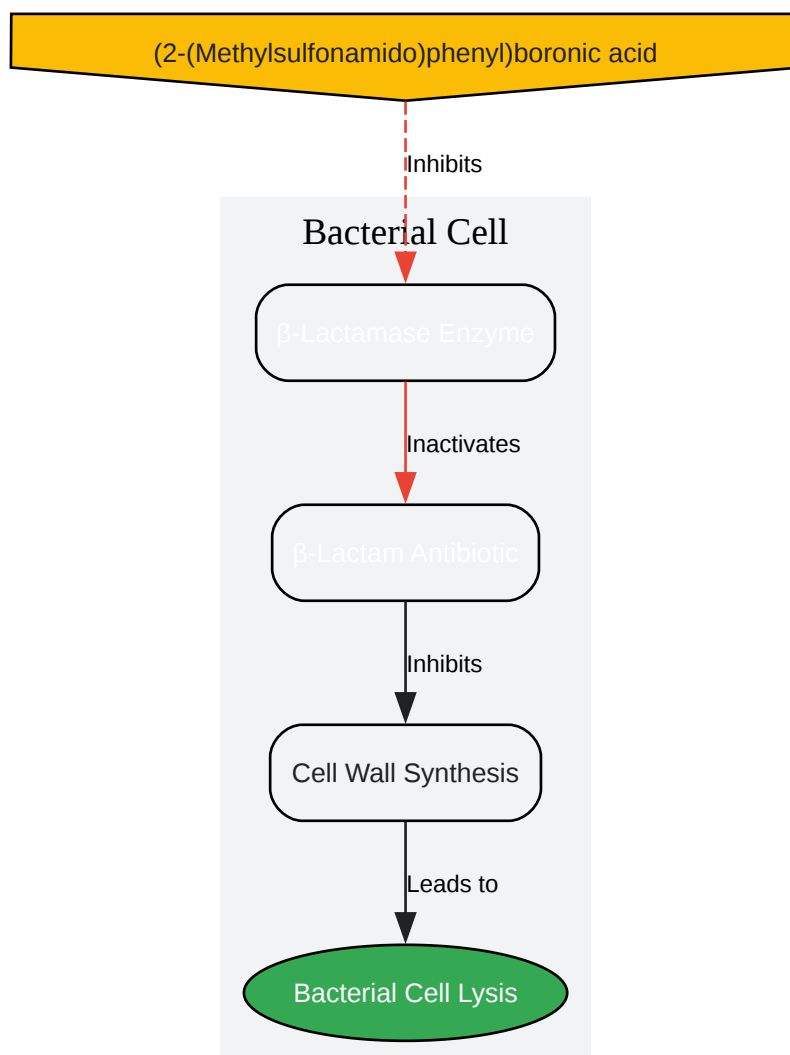 (2-(Methylsulfonamido)phenyl)boronic acid
Inhibits
Bacterial Cell
β-Lactamase Enzyme
Inactivates
β-Lactam Antibiotic
Inhibits
Cell Wall Synthesis
Leads to
Bacterial Cell Lysis